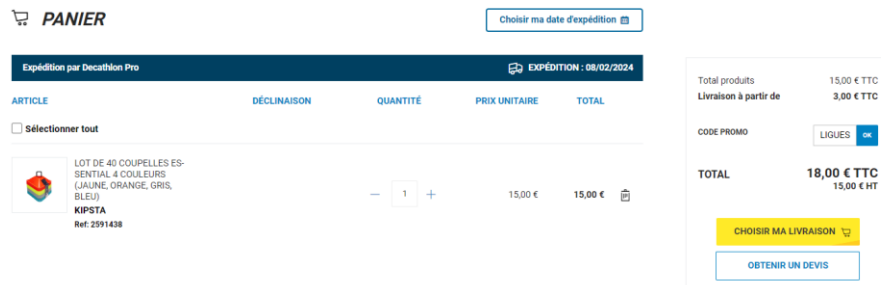 PANIER
Choisir ma date d'expédition
Expédition par Decathlon Pro
EXPÉDITION : 08/02/2024
ARTICLE DÉCLINAISON QUANTITÉ PRIX UNITAIRE TOTAL
Sélectionner tout
LOT DE 40 COUPELLES ES-
SENTIAL 4 COULEURS
(JAUNE, ORANGE, GRIS,
BLEU)
KIPSTA
Ref: 2591438
— 1 + 15,00 € 15,00 €
Total produits 15,00 € TTC
Livraison à partir de 3,00 € TTC
CODE PROMO LIGUES OK
TOTAL 18,00 € TTC
15,00 € HT
CHOISIR MA LIVRAISON
OBTENIR UN DEVIS